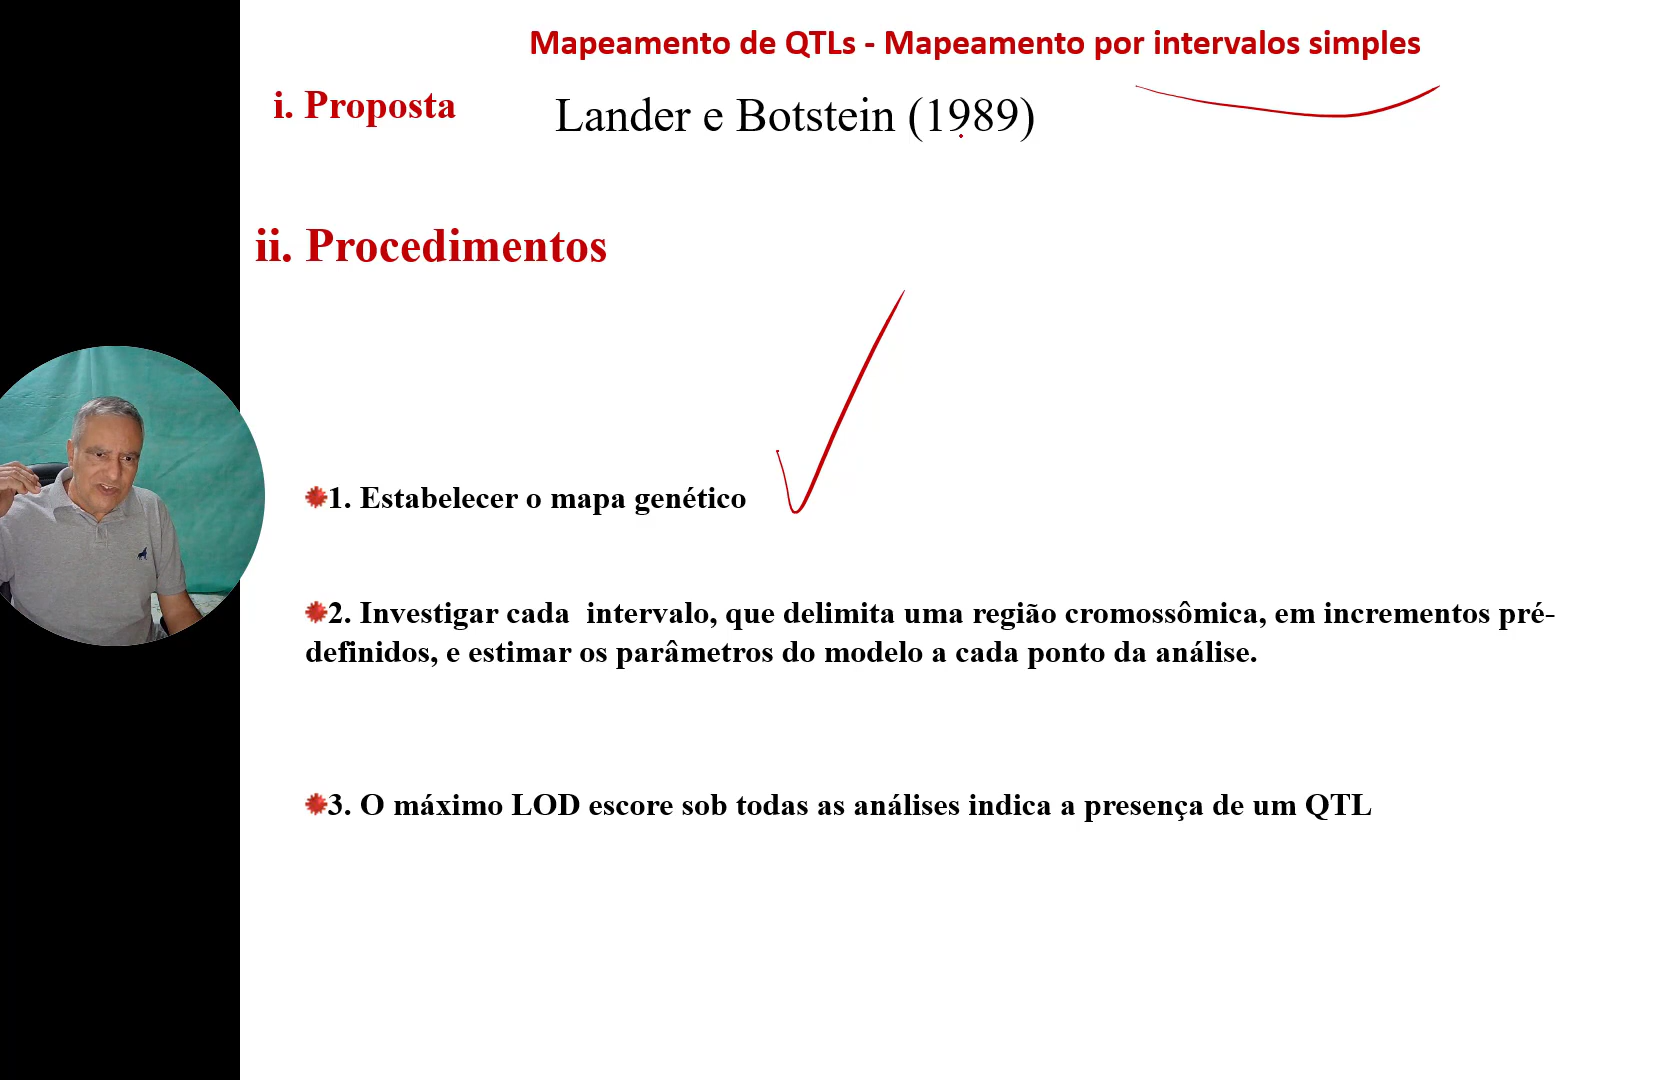 Mapeamento de QTLs - Mapeamento por intervalos simples
i. Proposta
Lander e Botstein (1989)
ii. Procedimentos
1. Estabelecer o mapa genético
2. Investigar cada intervalo, que delimita uma região cromossômica, em incrementos pré-
definidos, e estimar os parâmetros do modelo a cada ponto da análise.
3. O máximo LOD escore sob todas as análises indica a presença de um QTL